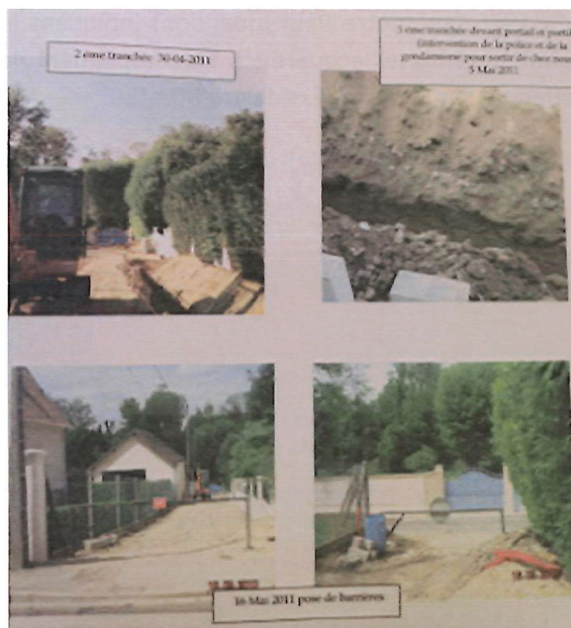 2 ème tranchée 30-04-2011
3 ème tranchée devant portail et
(intervention de la police et de la
gendarmerie pour sortir de chez
5 Mai 2011
16 Mai 2011 pose de barrières